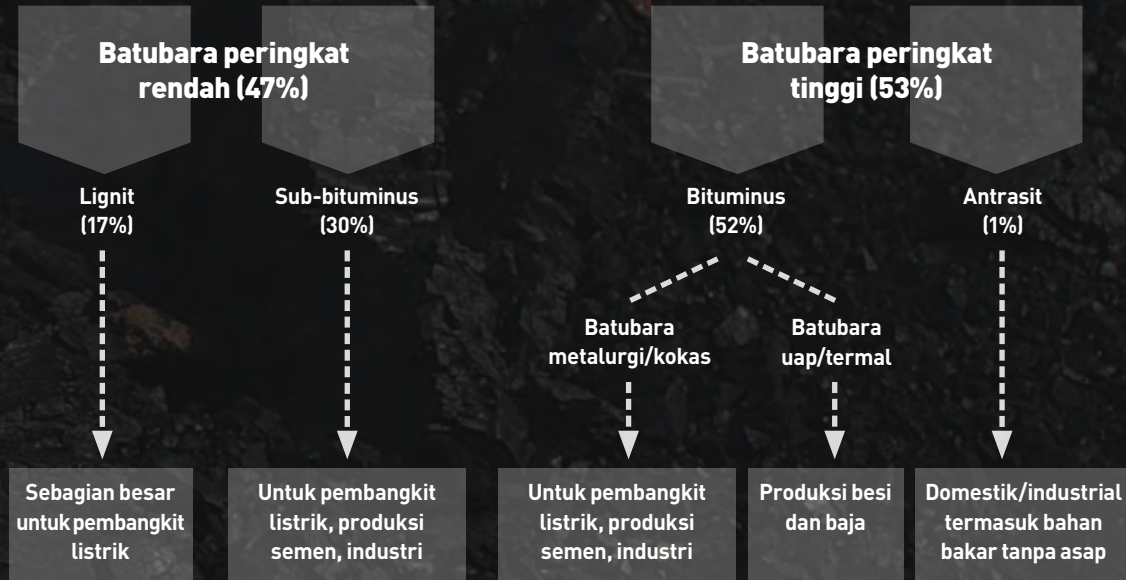 Batubara peringkat
rendah (47%)
Batubara peringkat
tinggi (53%)
Lignit
(17%)
Sub-bituminus
(30%)
Bituminus
(52%)
Antrasit
(1%)
Batubara
metalurgi/kokas
Batubara
uap/termal
Sebagian besar
untuk pembangkit
listrik
Untuk pembangkit
listrik, produksi
semen, industri
Untuk pembangkit
listrik, produksi
semen, industri
Produksi besi
dan baja
Domestik/industrial
termasuk bahan
bakar tanpa asap